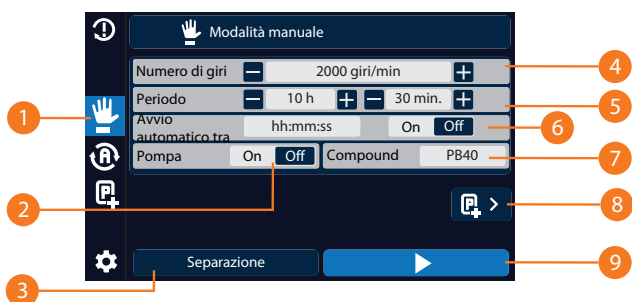 Modalità manuale
Numero di giri 2000 giri/min
4
Periodo 10 h 30 min.
5
1
Avvio automatico tra hh:mm:ss On Off
6
Pompa On Off Compound PB40
7
2
8
Separazione
9
3